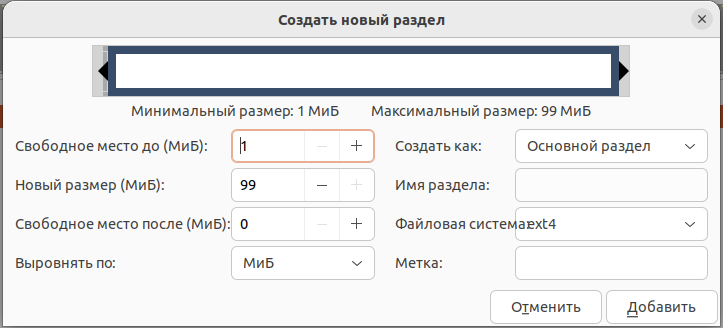 Создать новый раздел
Минимальный размер: 1 МиБ Максимальный размер: 99 МиБ
Свободное место до (МиБ): 1 Создать как: Основной раздел
Новый размер (МиБ): 99 Имя раздела:
Свободное место после (МиБ): 0 Файловая система: ext4
Выровнять по: МиБ Метка:
Отменить Добавить